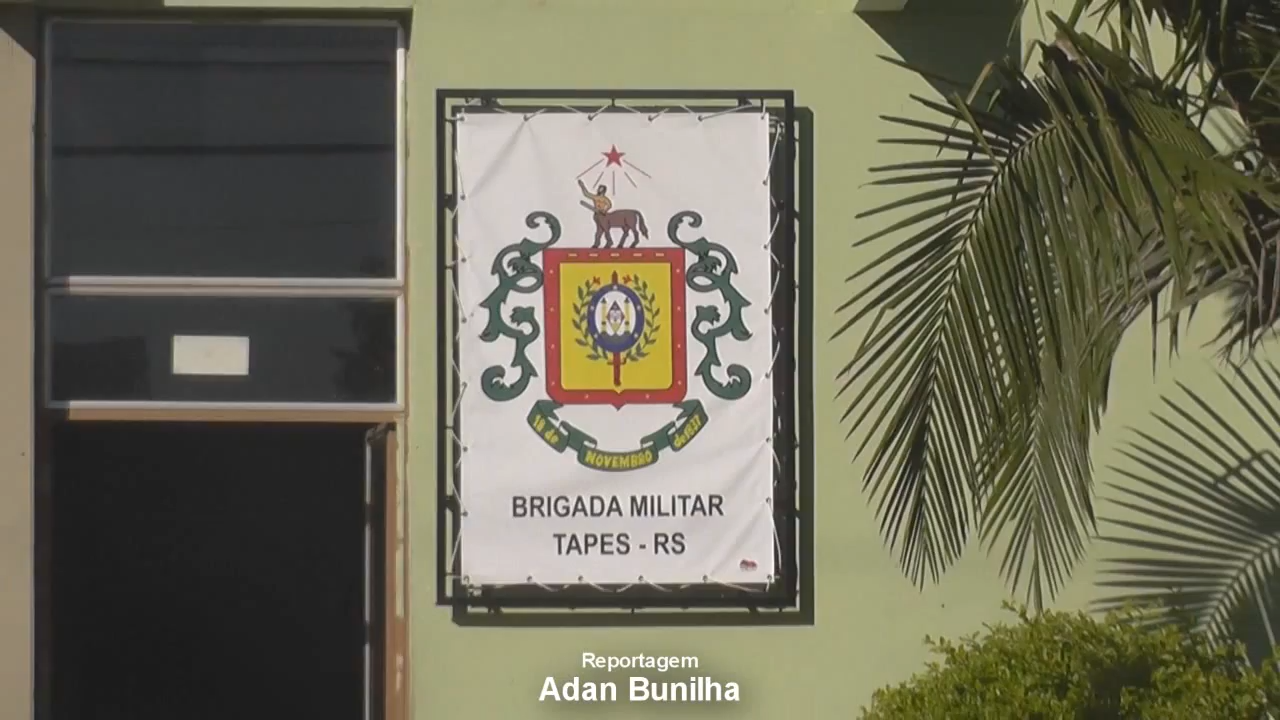 18 de
NOVEMBRO
de 1837
BRIGADA MILITAR
TAPES - RS
Reportagem
Adan Bunilha